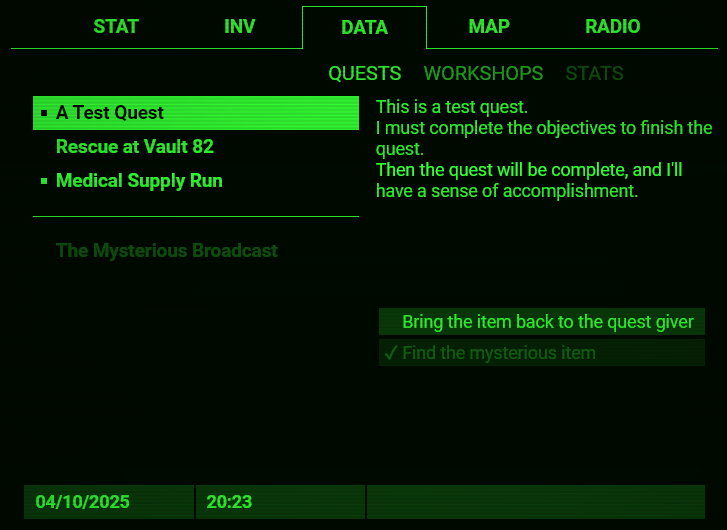 STAT INV DATA MAP RADIO
QUESTS WORKSHOPS STATS
A Test Quest
Rescue at Vault 82
Medical Supply Run
The Mysterious Broadcast
This is a test quest.
I must complete the objectives to finish the
quest.
Then the quest will be complete, and I'll
have a sense of accomplishment.
Bring the item back to the quest giver
✓ Find the mysterious item
04/10/2025 20:23